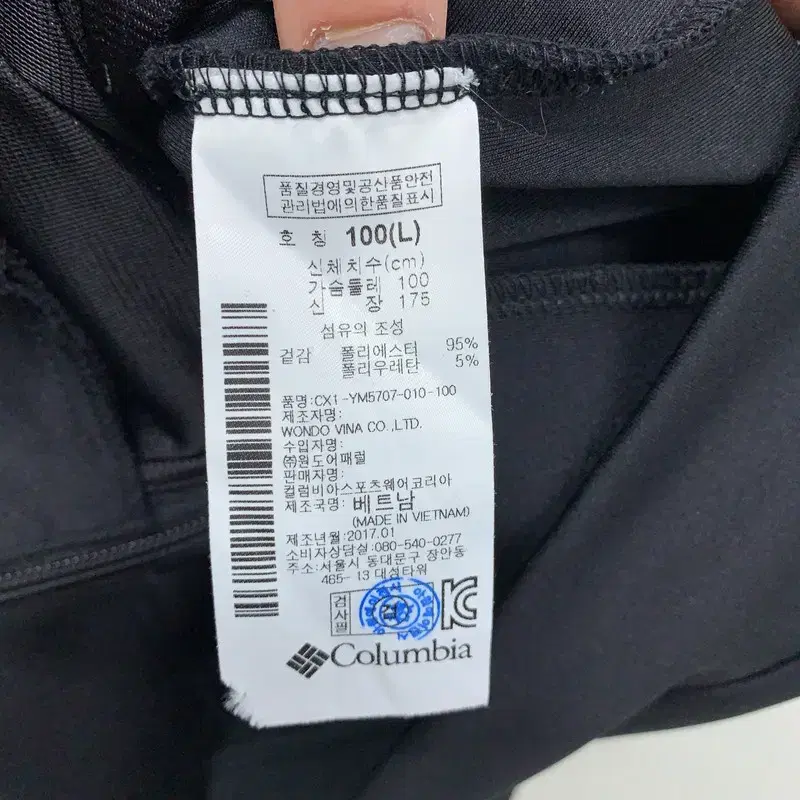 품질경영및공산품안전
관리법에의한품질표시
호 칭 100(L)
신체치수(cm)
가슴둘레 100
신 장 175
섬유의 조성
겉감 폴리에스터 95%
폴리우레탄 5%
품명:CX1-YM5707-010-100
제조자명:
WONDO VINA CO.,LTD.
수입자명:
㈜원도어패럴
판매자명:
컬럼비아스포츠웨어코리아
제조국명: 베트남
(MADE IN VIETNAM)
제조년월:2017.01
소비자상담실:080-540-0277
주소:서울시 동대문구 장안동
465-13 대설타워
검사필
Columbia